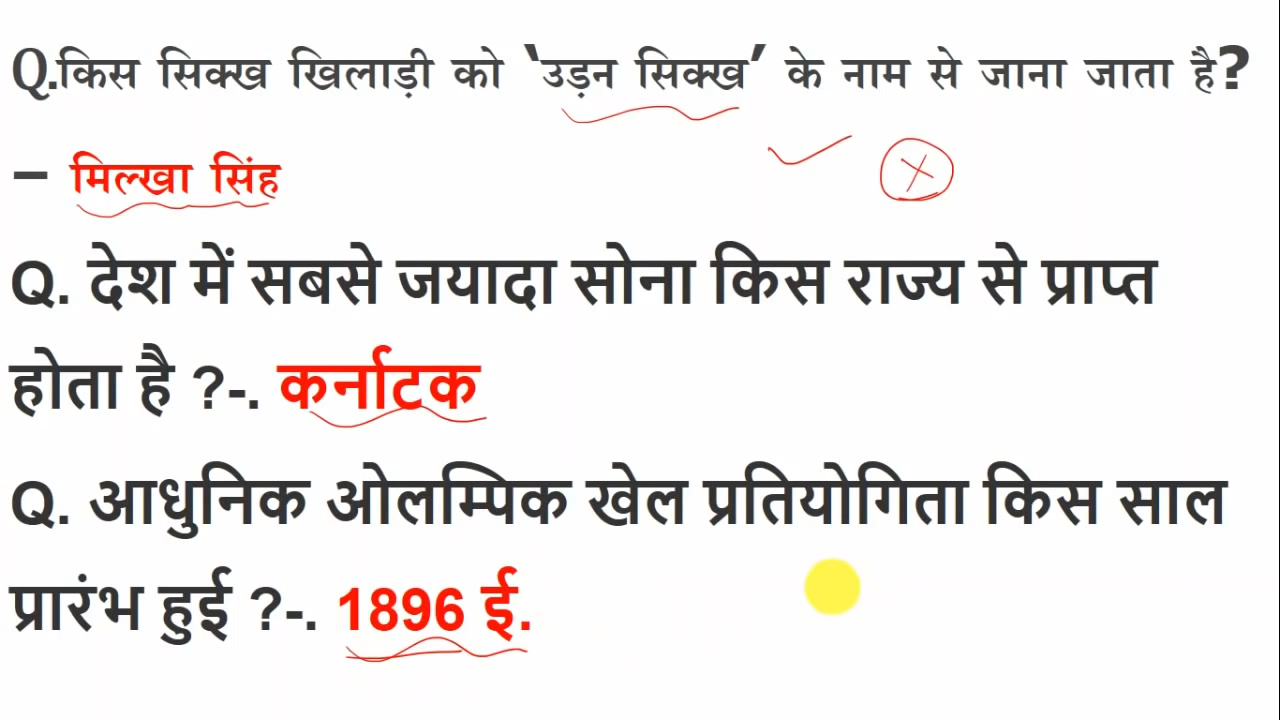 Q.किस सिक्ख खिलाड़ी को ‘उड़न सिक्ख’ के नाम से जाना जाता है?
– मिल्खा सिंह
Q. देश में सबसे जयादा सोना किस राज्य से प्राप्त
होता है ?-. कर्नाटक
Q. आधुनिक ओलम्पिक खेल प्रतियोगिता किस साल
प्रारंभ हुई ?-. 1896 ई.